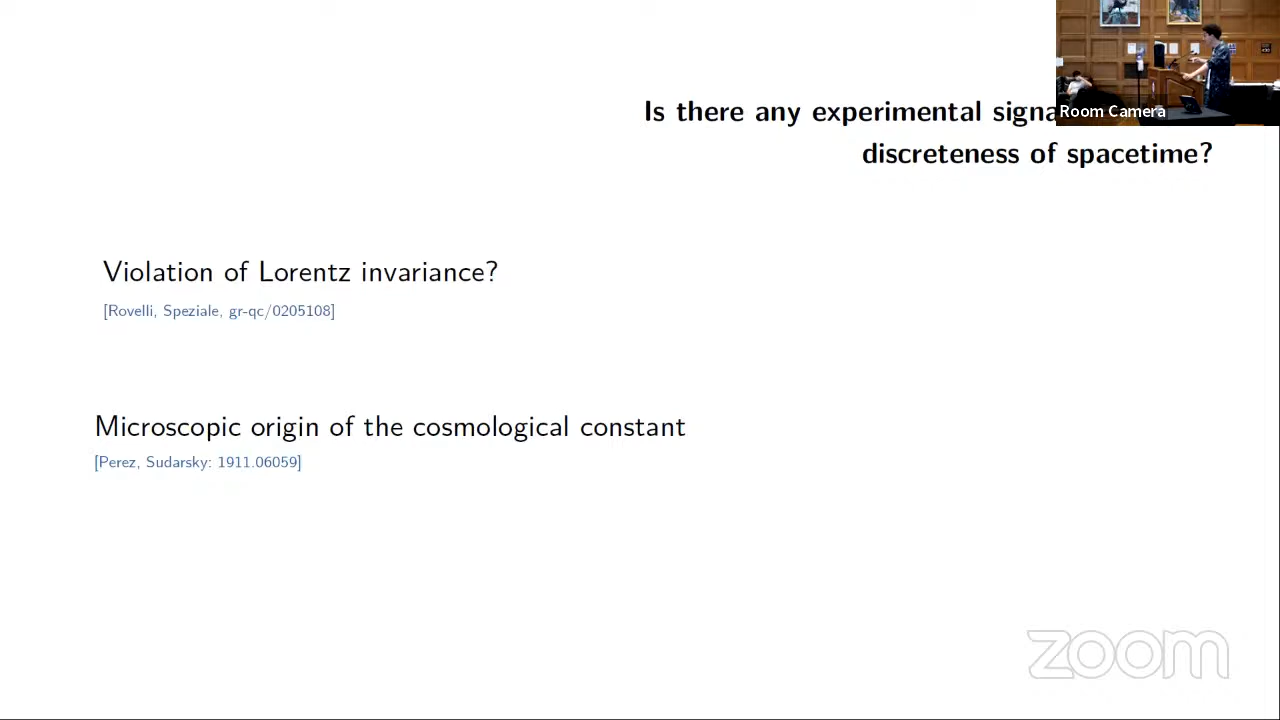 Is there any experimental
discreteness of spacetime?
Room Camera
Violation of Lorentz invariance?
[Rovelli, Speziale, gr-qc/0205108]
Microscopic origin of the cosmological constant
[Perez, Sudarsky: 1911.06059]
zoom